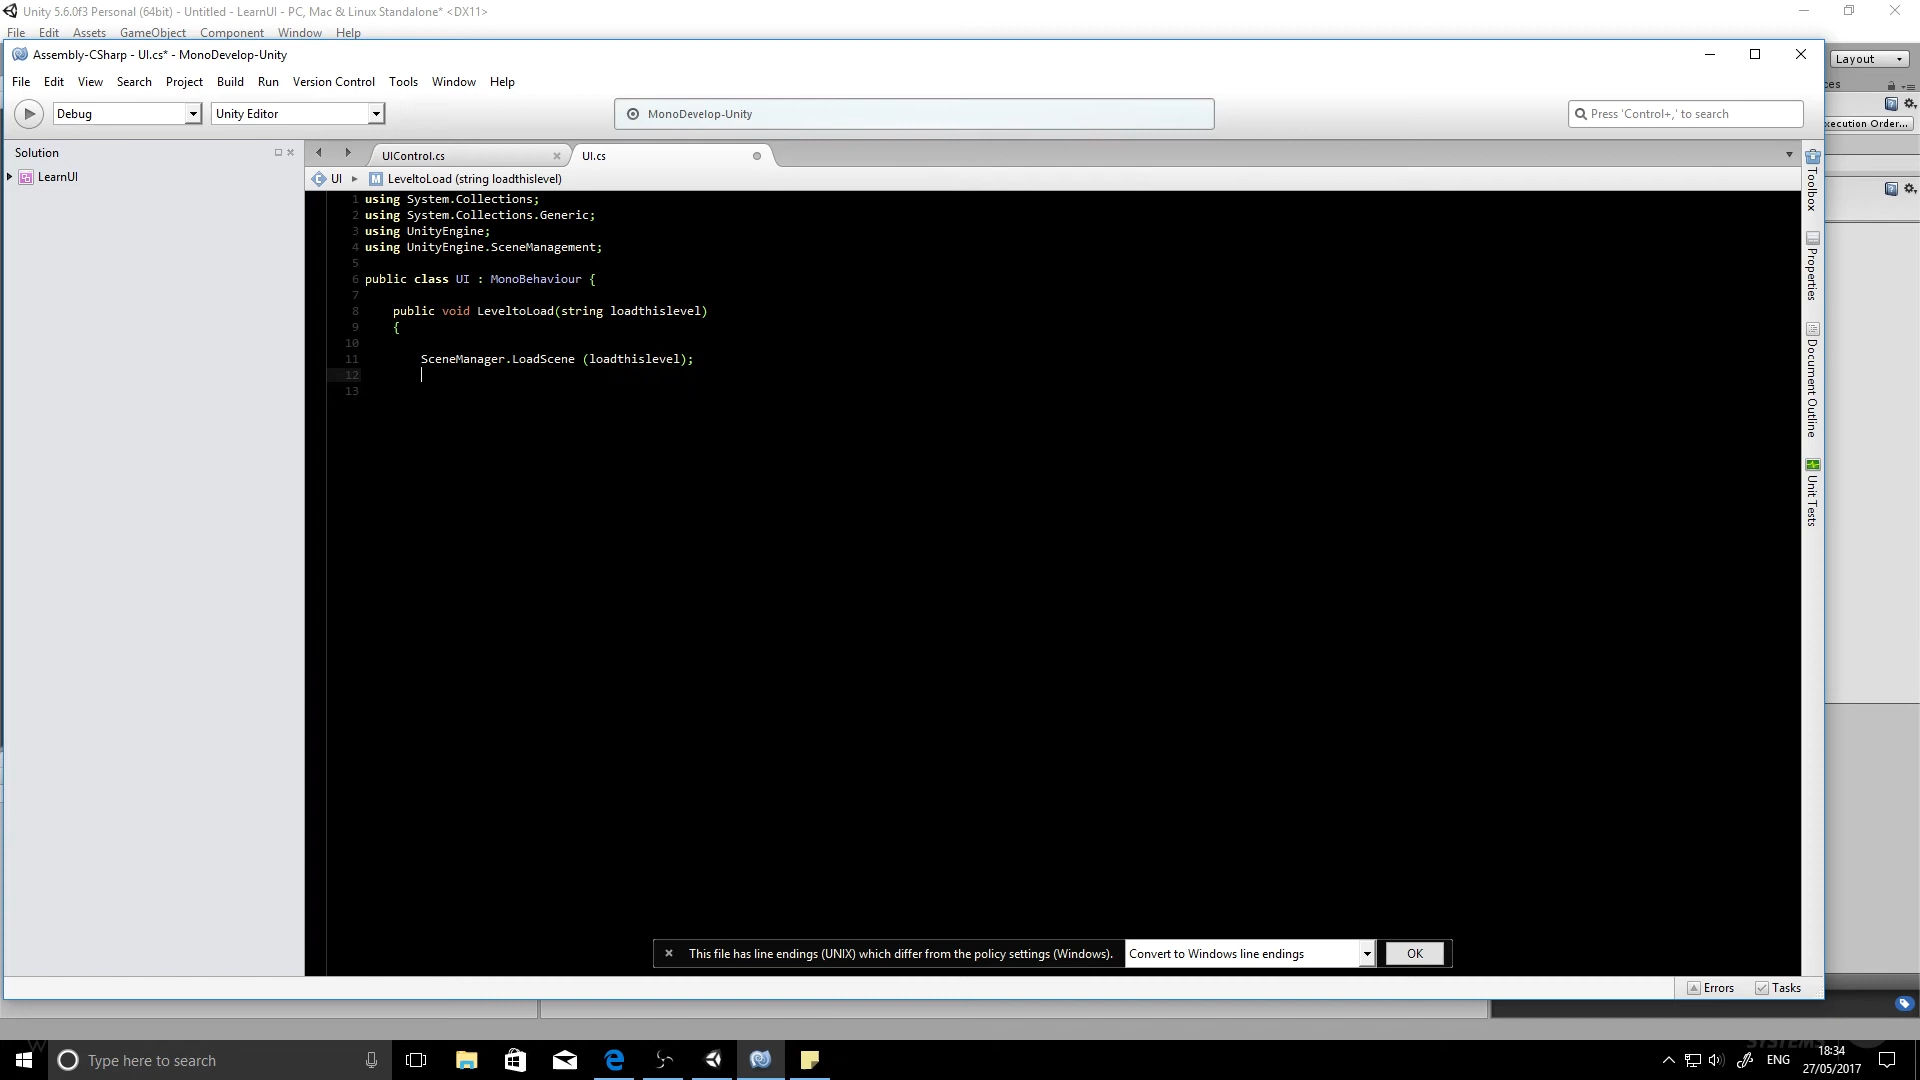 Unity 5.6.0f3 Personal (64bit) - Untitled - LearnUI - PC, Mac & Linux Standalone* <DX11>
File Edit Assets GameObject Component Window Help
Assembly-CSharp - UI.cs* - MonoDevelop-Unity
Layout
File Edit View Search Project Build Run Version Control Tools Window Help
Debug
Unity Editor
MonoDevelop-Unity
Press 'Control+,' to search
Solution
LearnUI
UIControl.cs
UI.cs
UI
M LeveltoLoad (string loadthislevel)
1 using System.Collections;
2 using System.Collections.Generic;
3 using UnityEngine;
4 using UnityEngine.SceneManagement;
5
6 public class UI : MonoBehaviour {
7
8 public void LeveltoLoad(string loadthislevel)
9 {
10
11 SceneManager.LoadScene (loadthislevel);
12
13
Toolbox
Properties
Document Outline
Unit Tests
This file has line endings (UNIX) which differ from the policy settings (Windows).
Convert to Windows line endings
OK
Errors
Tasks
Type here to search
ENG
18:34
27/05/2017